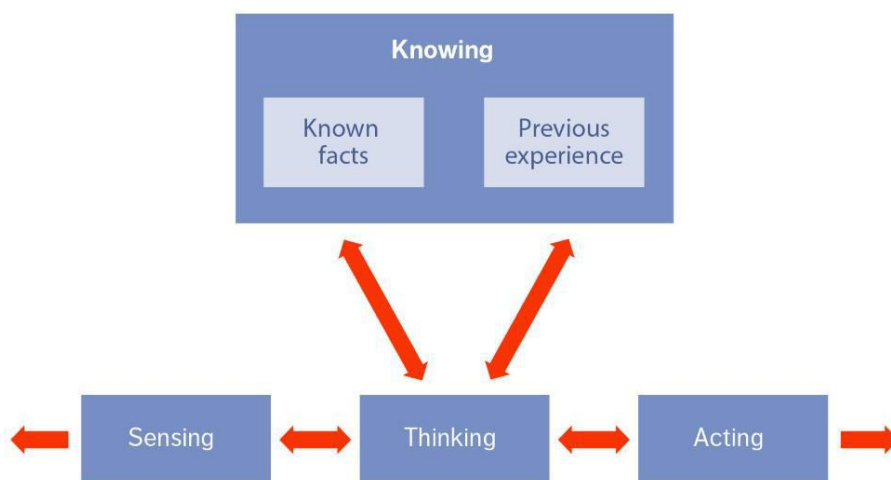 Knowing
Known
facts
Previous
experience
Sensing
Thinking
Acting